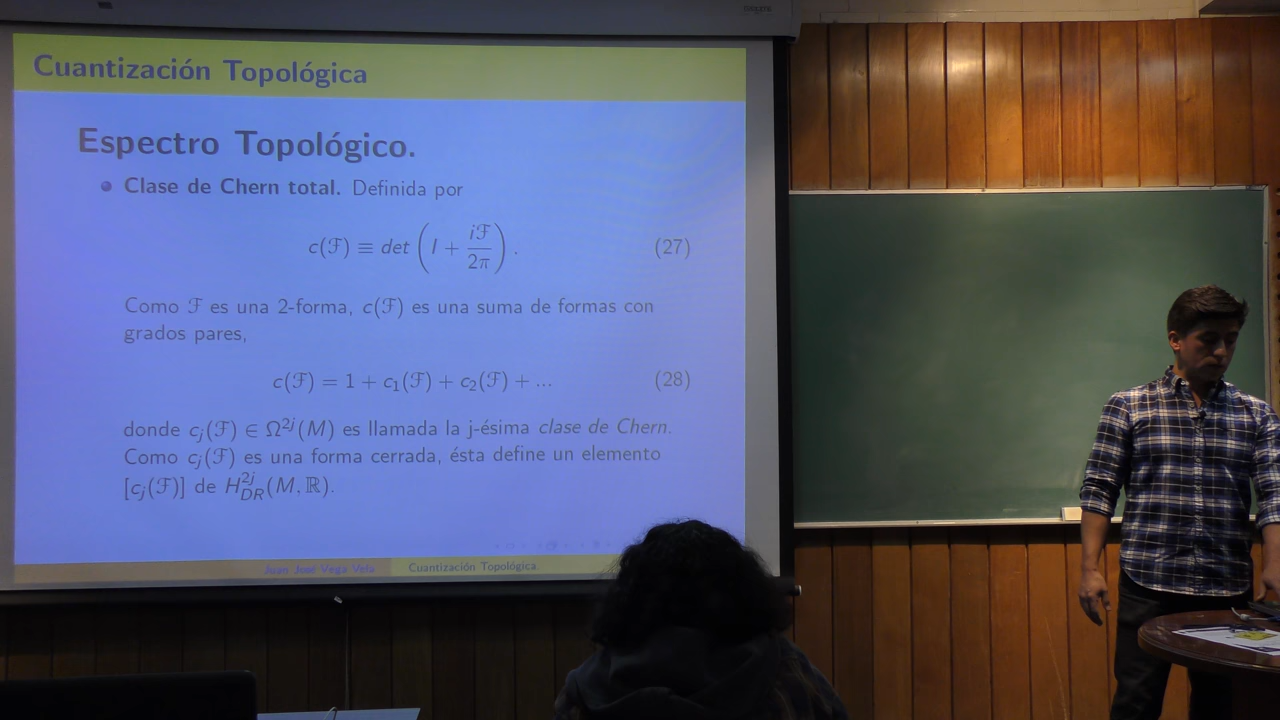 Cuantización Topológica
Espectro Topológico.
Clase de Chern total. Definida por
c(ℱ) ≡ det (I + iℱ/2π). (27)
Como ℱ es una 2-forma, c(ℱ) es una suma de formas con
grados pares,
c(ℱ) = 1 + c₁(ℱ) + c₂(ℱ) + ... (28)
donde cⱼ(ℱ) ∈ Ω²ʲ(M) es llamada la j-ésima clase de Chern.
Como cⱼ(ℱ) es una forma cerrada, ésta define un elemento
[cⱼ(ℱ)] de H²ʲ_DR(M, ℝ).
Juan José Vega Vela Cuantización Topológica